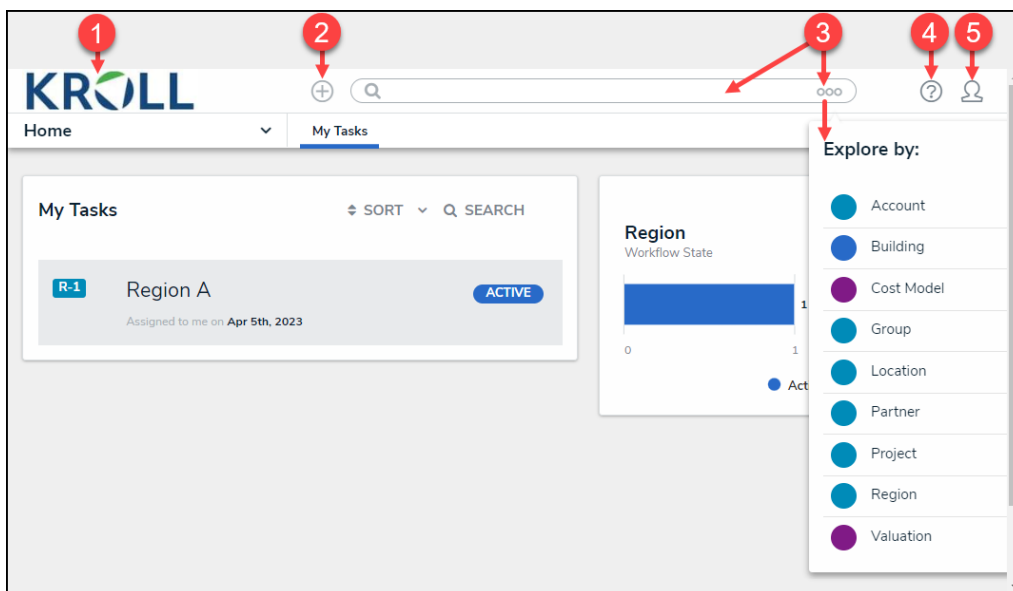 1
2
3
4
5
KROLL
Home
My Tasks
Explore by:
My Tasks
SORT
SEARCH
R-1
Region A
ACTIVE
Assigned to me on Apr 5th, 2023
Region
Workflow State
1
0
1
Act
Account
Building
Cost Model
Group
Location
Partner
Project
Region
Valuation